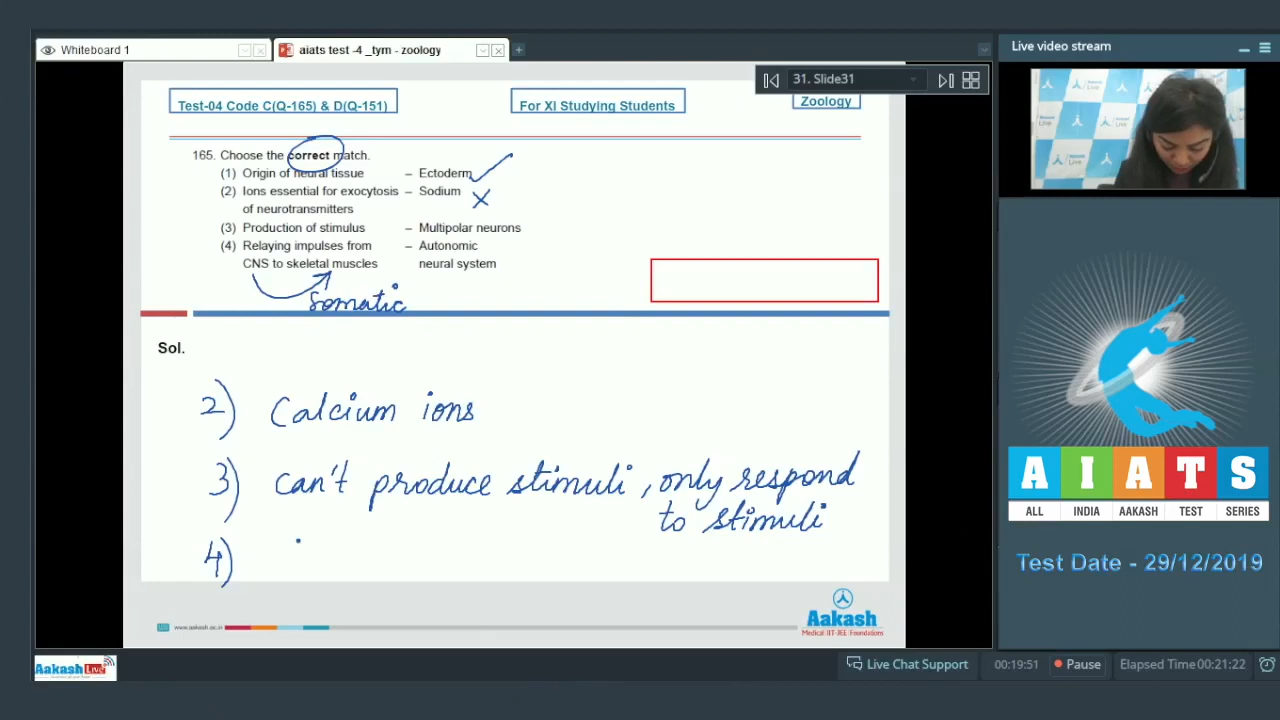 Whiteboard 1
aiats test -4 _tym - zoology
Live video stream
31. Slide31
Test-04 Code C(Q-165) & D(Q-151)
For XI Studying Students
Zoology
165. Choose the correct match.
(1) Origin of neural tissue – Ectoderm
(2) Ions essential for exocytosis – Sodium
of neurotransmitters
(3) Production of stimulus – Multipolar neurons
(4) Relaying impulses from – Autonomic
CNS to skeletal muscles neural system
Somatic
Sol.
2) Calcium ions
3) can't produce stimuli, only respond
to stimuli
4)
AIATS
ALL INDIA AAKASH TEST SERIES
Test Date - 29/12/2019
www.aakash.ac.in
Aakash
Medical|IIT-JEE|Foundations
Aakash Live
Live Chat Support
00:19:51
Pause
Elapsed Time 00:21:22